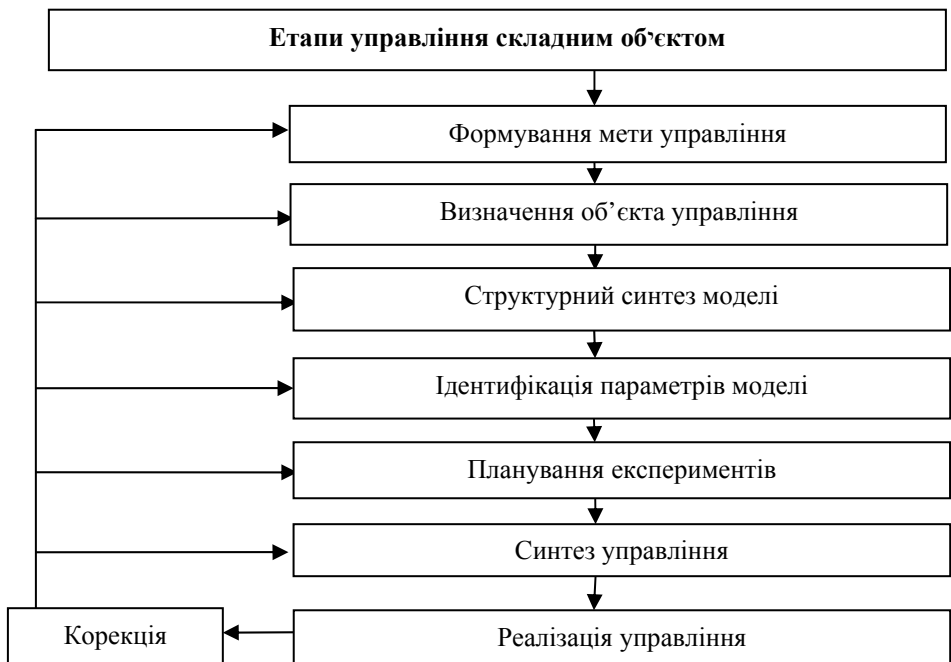 Етапи управління складним об’єктом
Формування мети управління
Визначення об’єкта управління
Структурний синтез моделі
Ідентифікація параметрів моделі
Планування експериментів
Синтез управління
Корекція
Реалізація управління